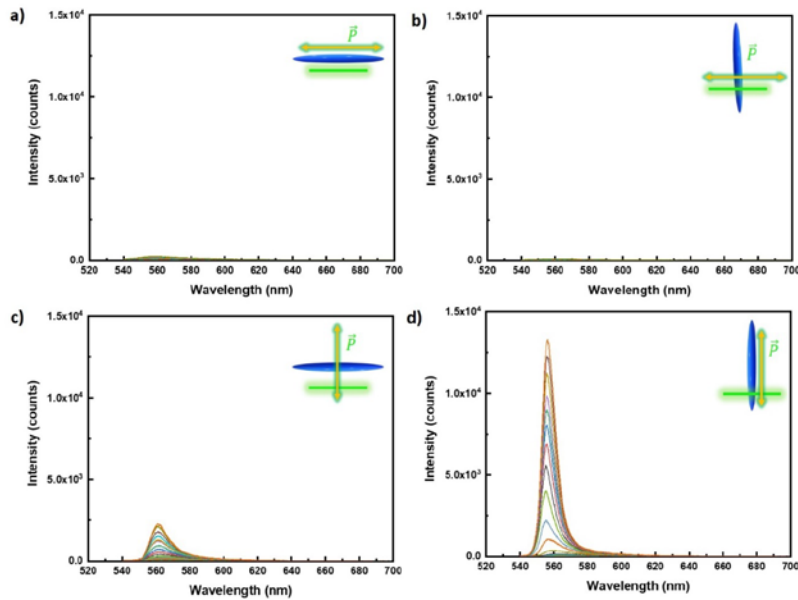 a)
P⃗
Intensity (counts)
1.5x10⁴
1.0x10⁴
5.0x10³
0.0
520 540 560 580 600 620 640 660 680 700
Wavelength (nm)
b)
P⃗
Intensity (counts)
1.5x10⁴
1.0x10⁴
5.0x10³
0.0
520 540 560 580 600 620 640 660 680 700
Wavelength (nm)
c)
P⃗
Intensity (counts)
1.5x10⁴
1.0x10⁴
5.0x10³
0.0
520 540 560 580 600 620 640 660 680 700
Wavelength (nm)
d)
P⃗
Intensity (counts)
1.5x10⁴
1.0x10⁴
5.0x10³
0.0
520 540 560 580 600 620 640 660 680 700
Wavelength (nm)